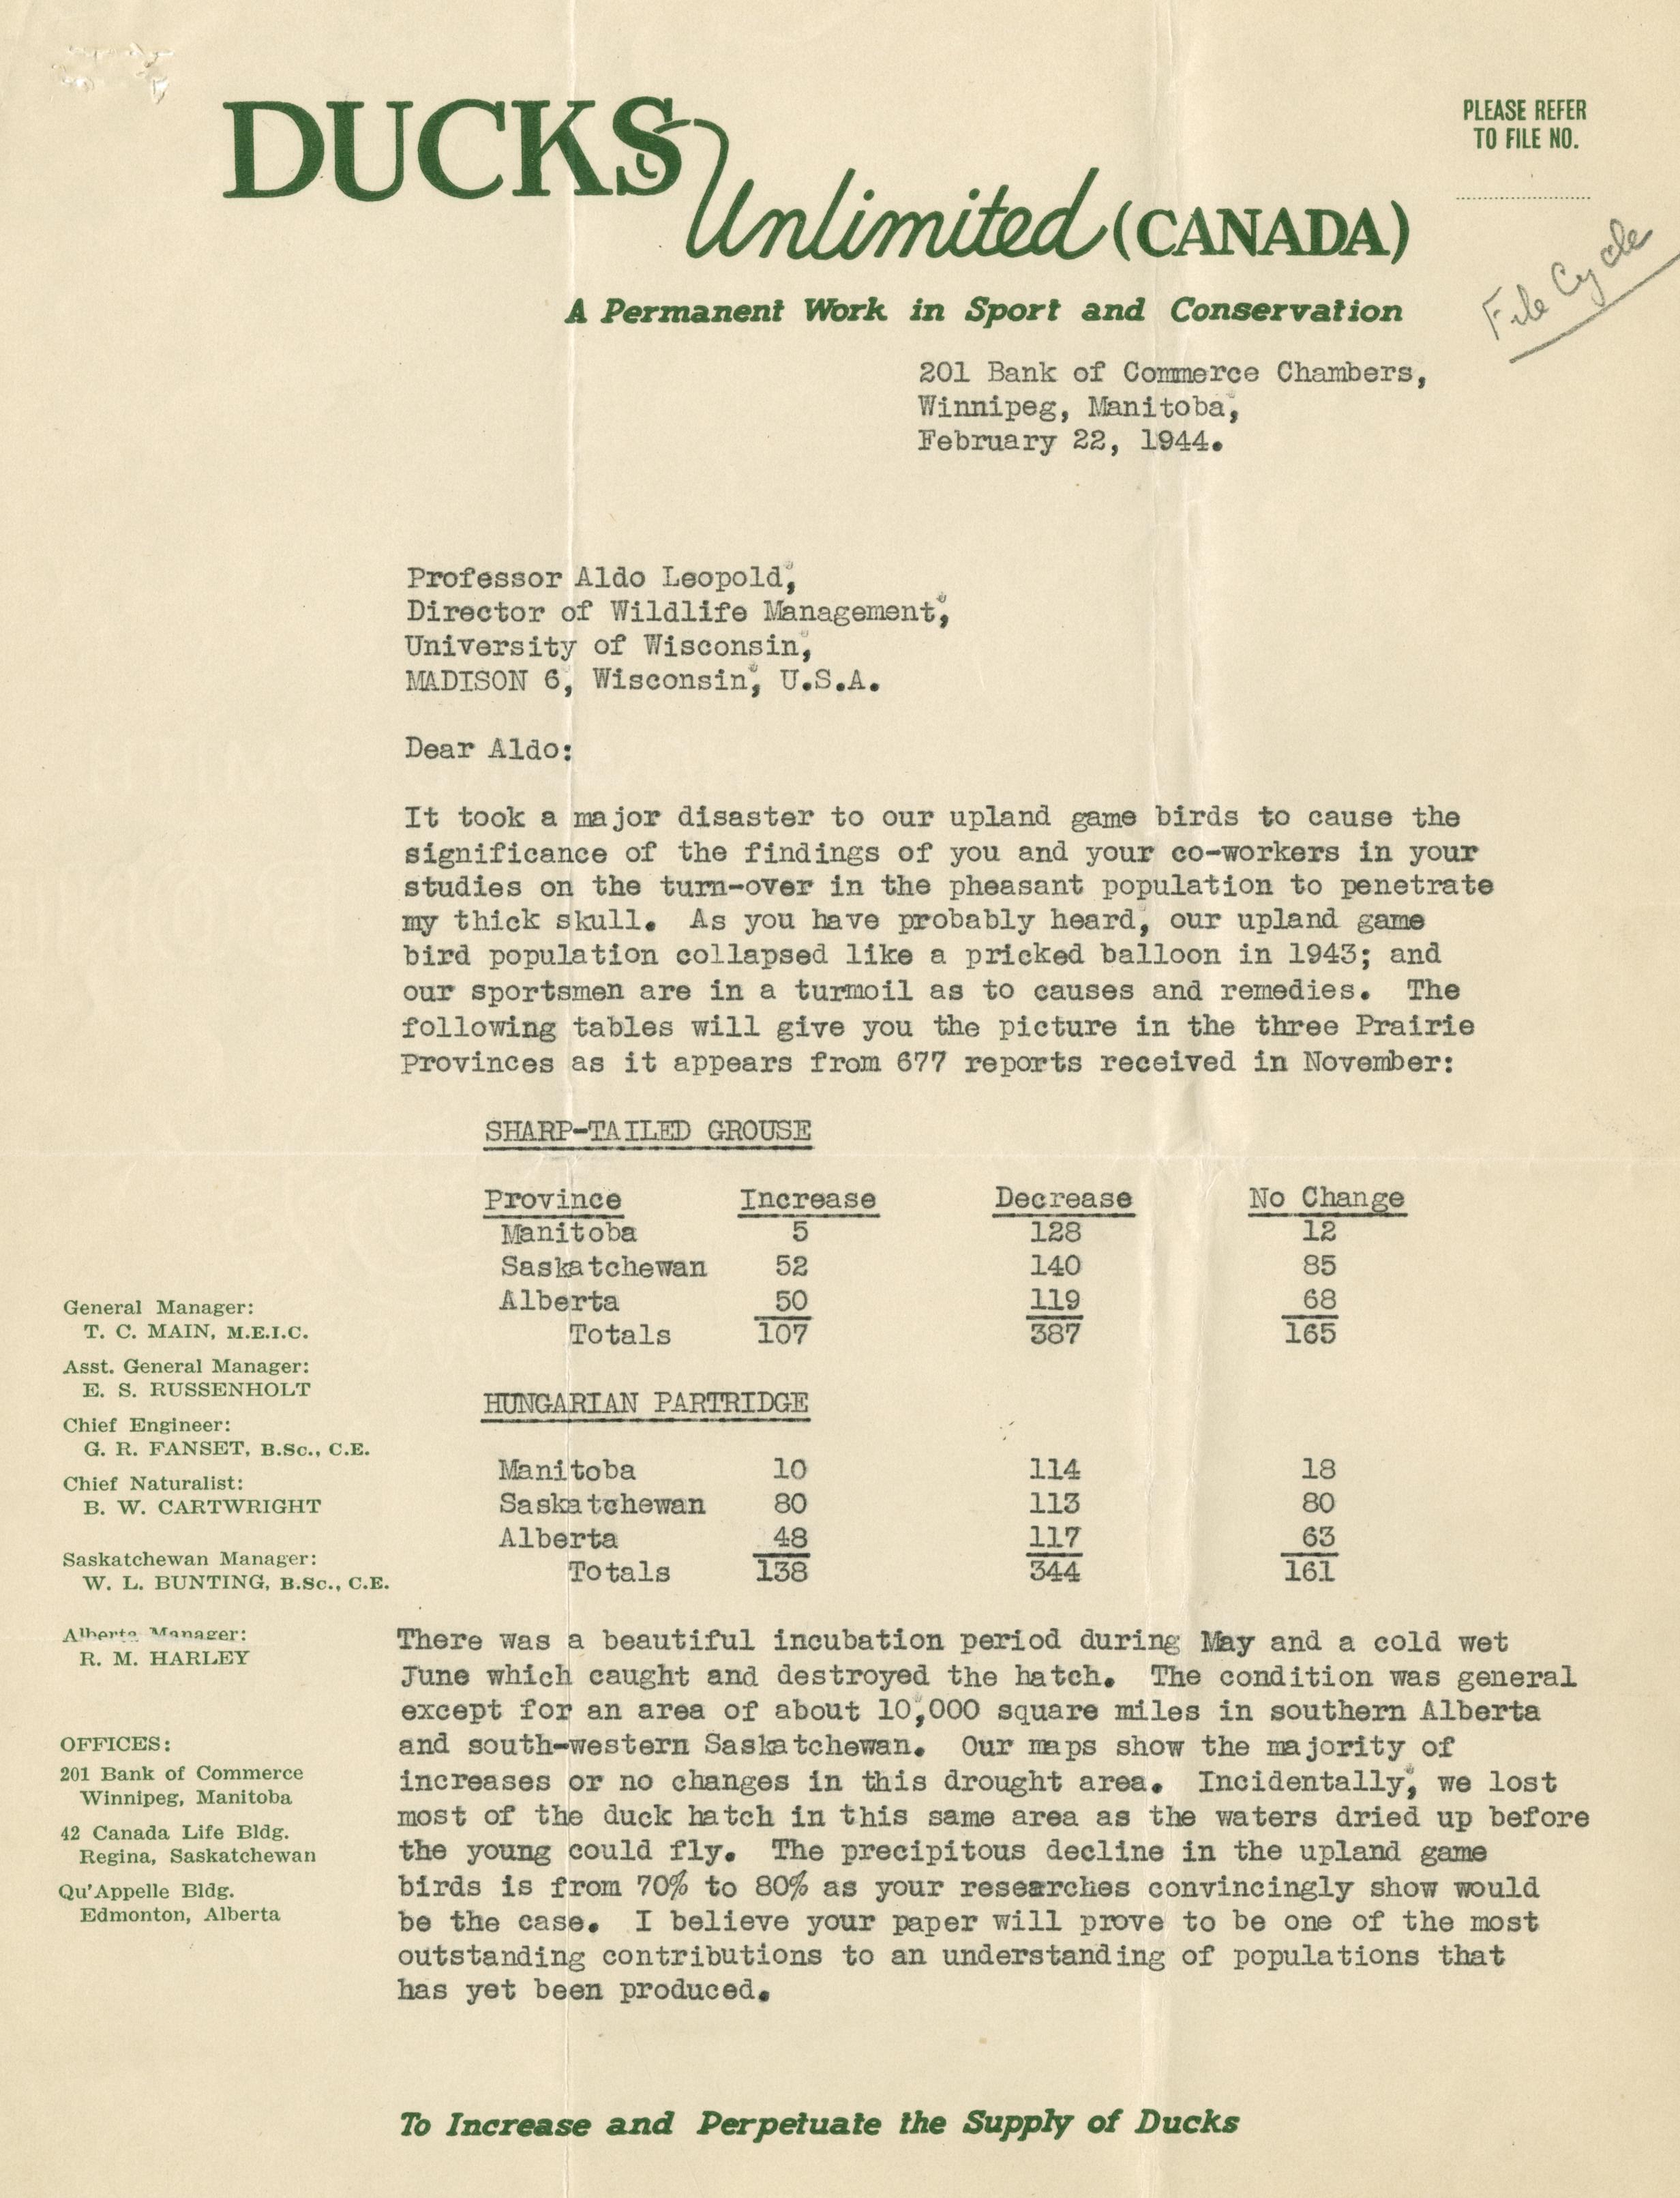 DUCKS
Unlimited (CANADA)
A Permanent Work in Sport and Conservation
PLEASE REFER
TO FILE NO.
File Cycle
201 Bank of Commerce Chambers,
Winnipeg, Manitoba,
February 22, 1944.
Professor Aldo Leopold,
Director of Wildlife Management,
University of Wisconsin,
MADISON 6, Wisconsin, U.S.A.
Dear Aldo:
It took a major disaster to our upland game birds to cause the
significance of the findings of you and your co-workers in your
studies on the turn-over in the pheasant population to penetrate
my thick skull. As you have probably heard, our upland game
bird population collapsed like a pricked balloon in 1943; and
our sportsmen are in a turmoil as to causes and remedies. The
following tables will give you the picture in the three Prairie
Provinces as it appears from 677 reports received in November:
SHARP-TAILED GROUSE
Province Increase Decrease No Change
Manitoba 5 128 12
Saskatchewan 52 140 85
Alberta 50 119 68
Totals 107 387 165
HUNGARIAN PARTRIDGE
Manitoba 10 114 18
Saskatchewan 80 113 80
Alberta 48 117 63
Totals 138 344 161
There was a beautiful incubation period during May and a cold wet
June which caught and destroyed the hatch. The condition was general
except for an area of about 10,000 square miles in southern Alberta
and south-western Saskatchewan. Our maps show the majority of
increases or no changes in this drought area. Incidentally, we lost
most of the duck hatch in this same area as the waters dried up before
the young could fly. The precipitous decline in the upland game
birds is from 70% to 80% as your researches convincingly show would
be the case. I believe your paper will prove to be one of the most
outstanding contributions to an understanding of populations that
has yet been produced.
General Manager:
T. C. MAIN, M.E.I.C.
Asst. General Manager:
E. S. RUSSENHOLT
Chief Engineer:
G. R. FANSET, B.Sc., C.E.
Chief Naturalist:
B. W. CARTWRIGHT
Saskatchewan Manager:
W. L. BUNTING, B.Sc., C.E.
Alberta Manager:
R. M. HARLEY
OFFICES:
201 Bank of Commerce
Winnipeg, Manitoba
42 Canada Life Bldg.
Regina, Saskatchewan
Qu'Appelle Bldg.
Edmonton, Alberta
To Increase and Perpetuate the Supply of Ducks